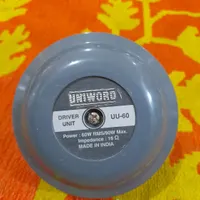 UNIWORD
DRIVER UNIT UU-60
Power : 60W RMS/90W Max.
Impedance : 16 Ω
MADE IN INDIA